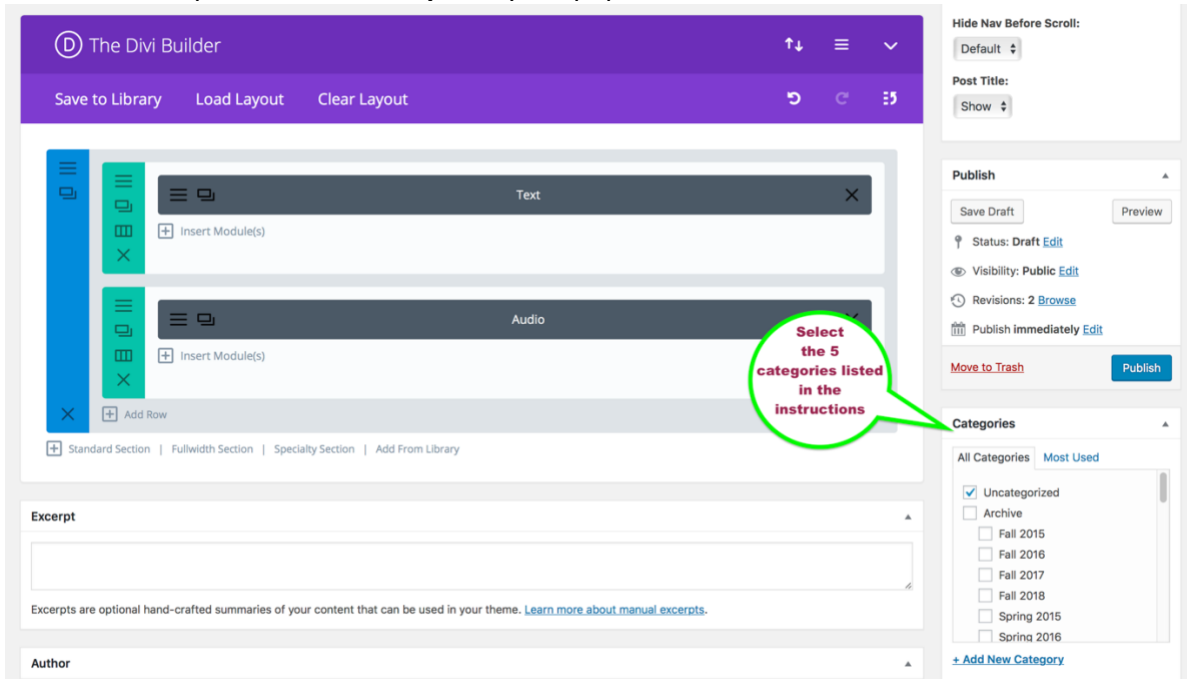 D The Divi Builder
Save to Library Load Layout Clear Layout
Text
Insert Module(s)
Audio
Insert Module(s)
Add Row
Standard Section | Fullwidth Section | Specialty Section | Add From Library
Select
the 5
categories listed
in the
instructions
Excerpt
Excerpts are optional hand-crafted summaries of your content that can be used in your theme. Learn more about manual excerpts.
Author
Hide Nav Before Scroll:
Default
Post Title:
Show
Publish
Save Draft Preview
Status: Draft Edit
Visibility: Public Edit
Revisions: 2 Browse
Publish immediately Edit
Move to Trash Publish
Categories
All Categories Most Used
Uncategorized
Archive
Fall 2015
Fall 2016
Fall 2017
Fall 2018
Spring 2015
Spring 2016
+ Add New Category